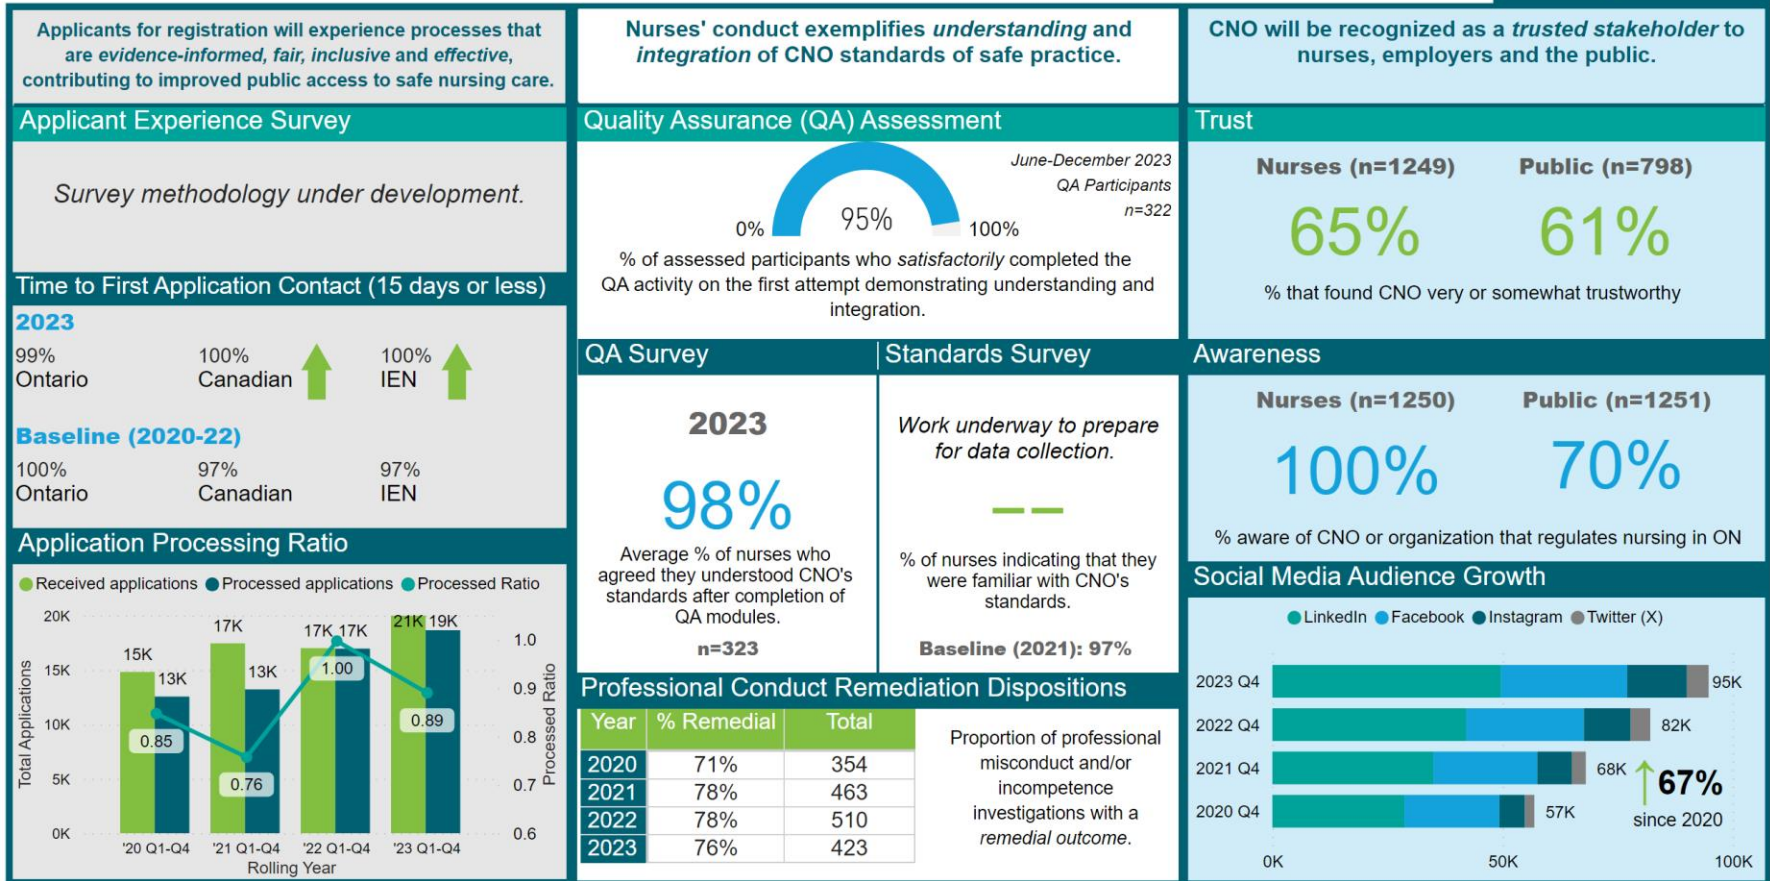 Applicants for registration will experience processes that
are evidence-informed, fair, inclusive and effective,
contributing to improved public access to safe nursing care.
Applicant Experience Survey
Survey methodology under development.
Time to First Application Contact (15 days or less)
2023
99% 100% 100%
Ontario Canadian IEN
Baseline (2020-22)
100% 97% 97%
Ontario Canadian IEN
Application Processing Ratio
Received applications Processed applications Processed Ratio
Total Applications
20K
15K
10K
5K
0K
15K 13K
17K 13K
17K 17K
21K 19K
0.85
0.76
1.00
0.89
1.0
0.9
0.8
0.7
0.6
Processed Ratio
'20 Q1-Q4 '21 Q1-Q4 '22 Q1-Q4 '23 Q1-Q4
Rolling Year
Nurses' conduct exemplifies understanding and
integration of CNO standards of safe practice.
Quality Assurance (QA) Assessment
June-December 2023
QA Participants
n=322
0% 95% 100%
% of assessed participants who satisfactorily completed the
QA activity on the first attempt demonstrating understanding and
integration.
QA Survey
2023
98%
Average % of nurses who
agreed they understood CNO's
standards after completion of
QA modules.
n=323
Standards Survey
Work underway to prepare
for data collection.
– –
% of nurses indicating that they
were familiar with CNO's
standards.
Baseline (2021): 97%
Professional Conduct Remediation Dispositions
Year % Remedial Total
2020 71% 354
2021 78% 463
2022 78% 510
2023 76% 423
Proportion of professional
misconduct and/or
incompetence
investigations with a
remedial outcome.
CNO will be recognized as a trusted stakeholder to
nurses, employers and the public.
Trust
Nurses (n=1249) Public (n=798)
65% 61%
% that found CNO very or somewhat trustworthy
Awareness
Nurses (n=1250) Public (n=1251)
100% 70%
% aware of CNO or organization that regulates nursing in ON
Social Media Audience Growth
LinkedIn Facebook Instagram Twitter (X)
2023 Q4 95K
2022 Q4 82K
2021 Q4 68K
2020 Q4 57K
67%
since 2020
0K 50K 100K